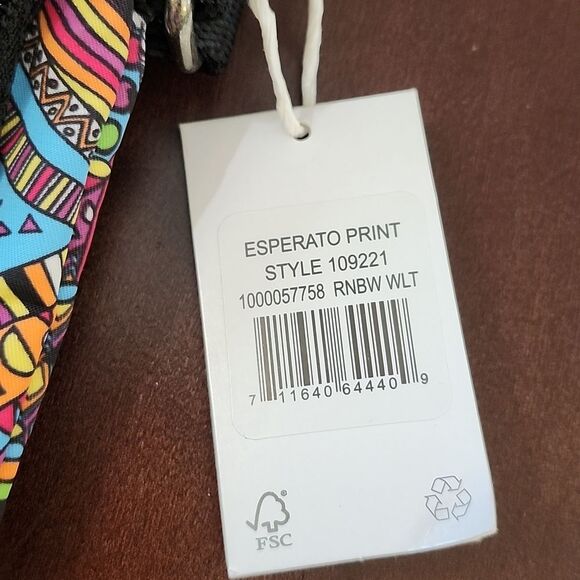 ESPERATO PRINT
STYLE 109221
1000057758 RNBW WLT
7 11640 64440 9
FSC